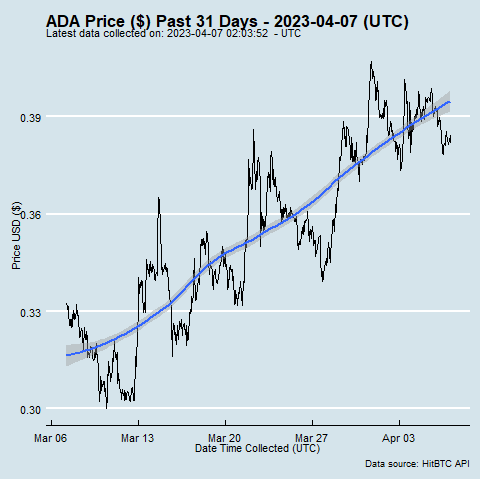 ADA Price ($) Past 31 Days - 2023-04-07 (UTC)
Latest data collected on: 2023-04-07 02:03:52 - UTC
0.39
0.36
0.33
0.30
Price USD ($)
Mar 06 Mar 13 Mar 20 Mar 27 Apr 03
Date Time Collected (UTC)
Data source: HitBTC API